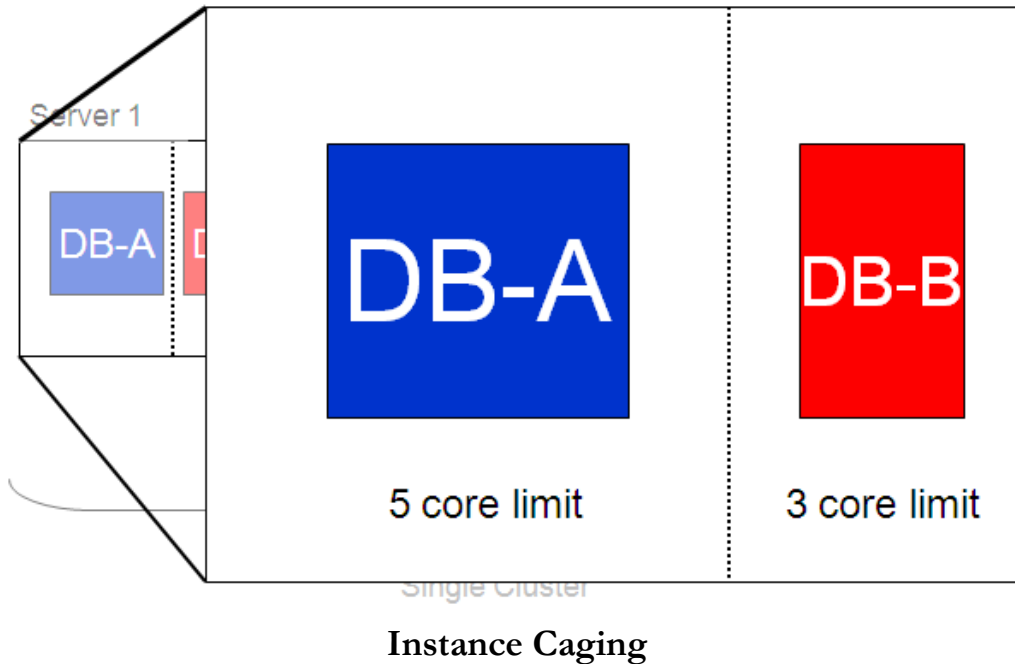 Server 1
DB-A
D
DB-A
DB-B
5 core limit
3 core limit
Single Cluster
Instance Caging